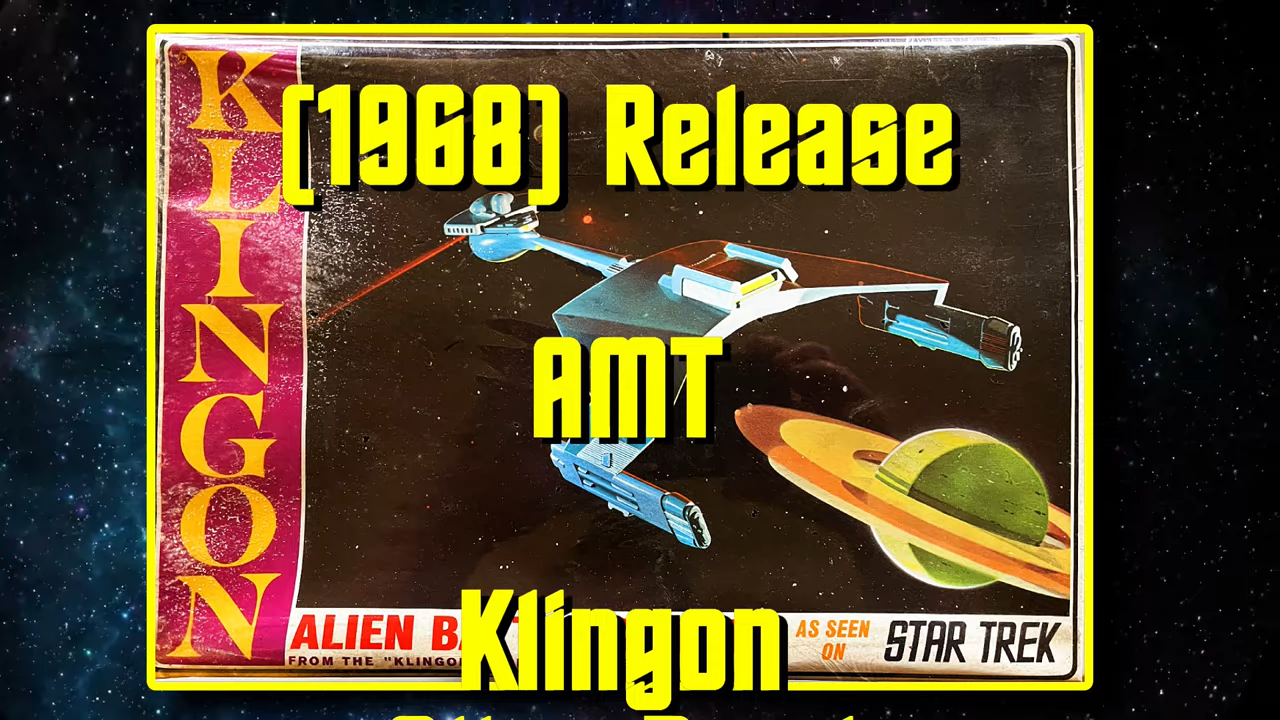 KLINGON
(1968) Release
AMT
Klingon
ALIEN
FROM THE "KLINGO
AS SEEN
ON
STAR TREK